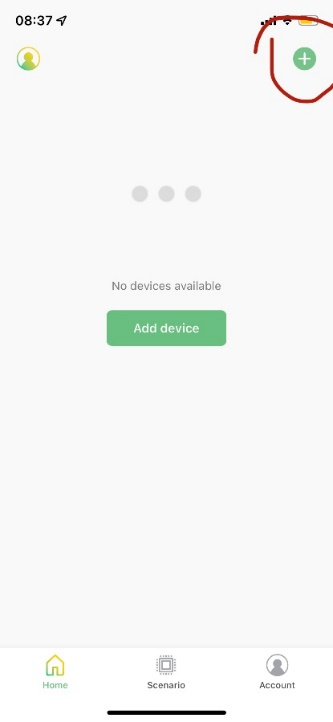 08:37
No devices available
Add device
Home
Scenario
Account